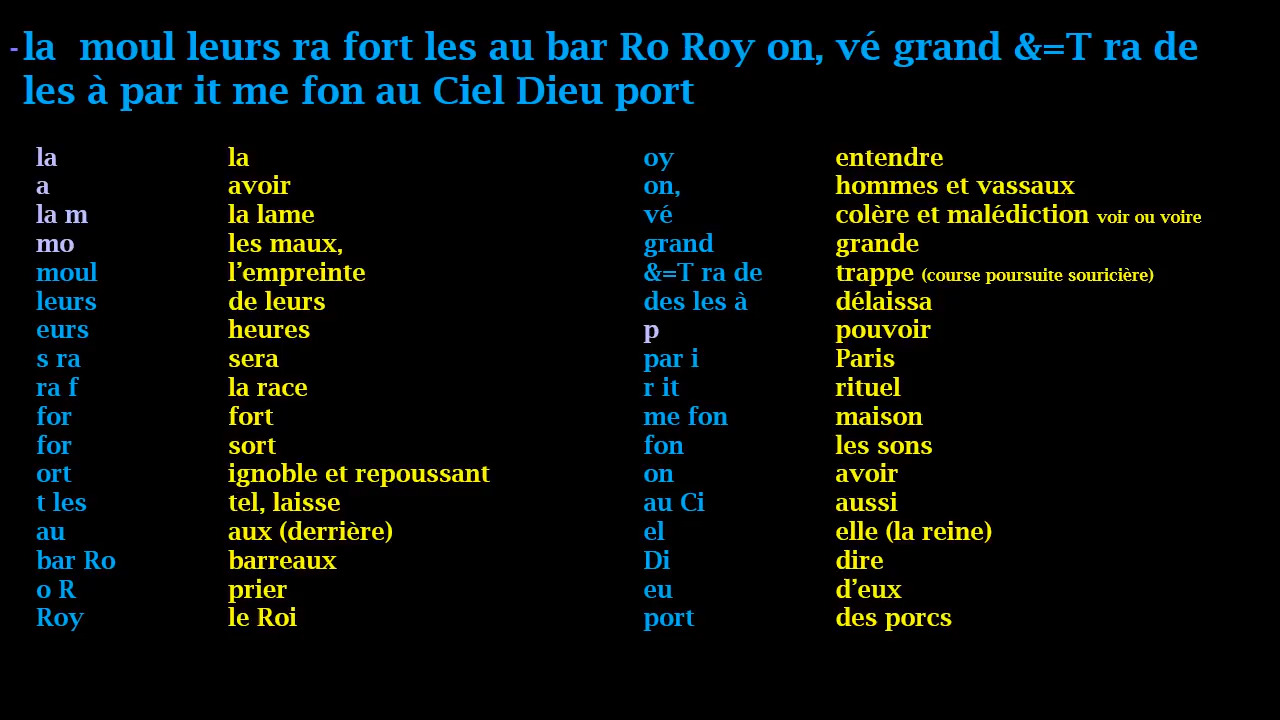 -la moul leurs ra fort les au bar Ro Roy on, vé grand &=T ra de
les à par it me fon au Ciel Dieu port
la la
a avoir
la m la lame
mo les maux,
moul l’empreinte
leurs de leurs
eurs heures
s ra sera
ra f la race
for fort
for sort
ort ignoble et repoussant
t les tel, laisse
au aux (derrière)
bar Ro barreaux
o R prier
Roy le Roi
oy entendre
on, hommes et vassaux
vé colère et malédiction voir ou voire
grand grande
&=T ra de trappe (course poursuite souricière)
des les à délaissa
p pouvoir
par i Paris
r it rituel
me fon maison
fon les sons
on avoir
au Ci aussi
el elle (la reine)
Di dire
eu d’eux
port des porcs